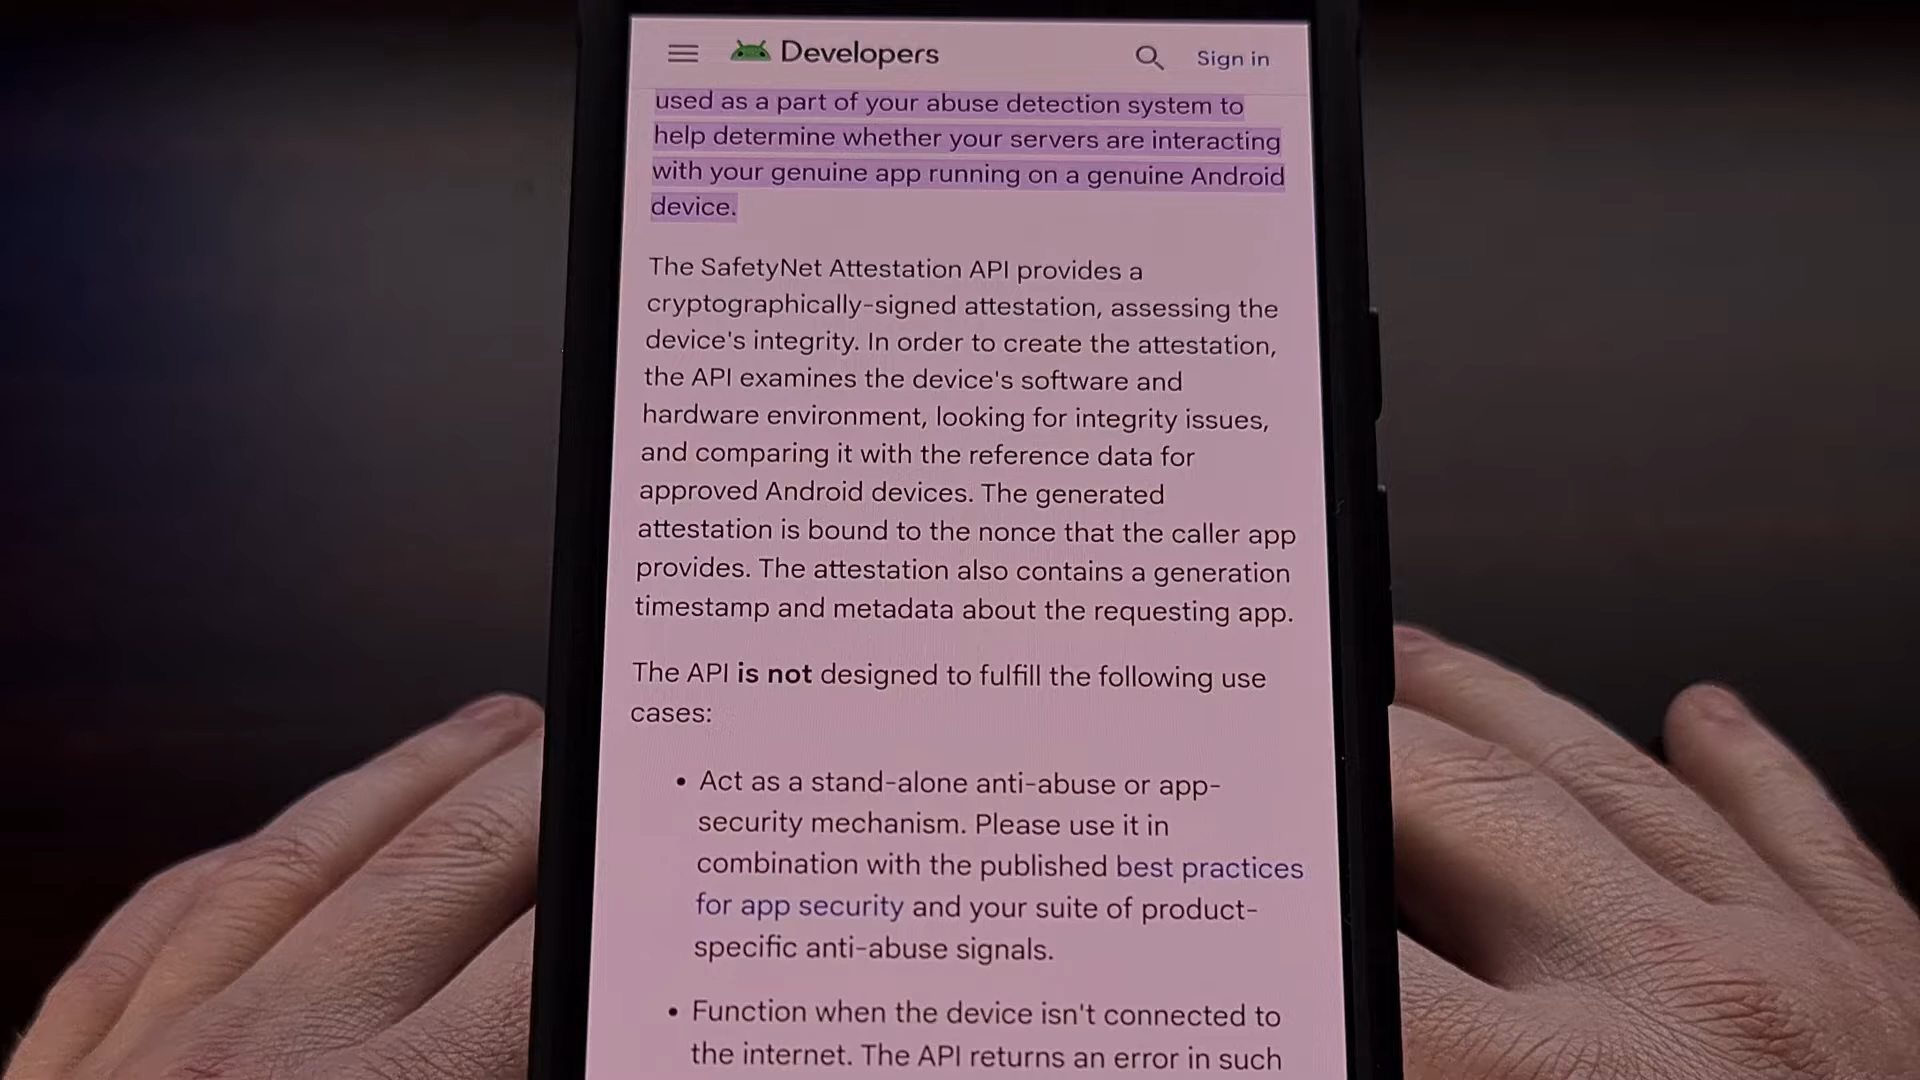 Developers
Sign in
used as a part of your abuse detection system to
help determine whether your servers are interacting
with your genuine app running on a genuine Android
device.
The SafetyNet Attestation API provides a
cryptographically-signed attestation, assessing the
device's integrity. In order to create the attestation,
the API examines the device's software and
hardware environment, looking for integrity issues,
and comparing it with the reference data for
approved Android devices. The generated
attestation is bound to the nonce that the caller app
provides. The attestation also contains a generation
timestamp and metadata about the requesting app.
The API is not designed to fulfill the following use
cases:
• Act as a stand-alone anti-abuse or app-
security mechanism. Please use it in
combination with the published best practices
for app security and your suite of product-
specific anti-abuse signals.
• Function when the device isn't connected to
the internet. The API returns an error in such